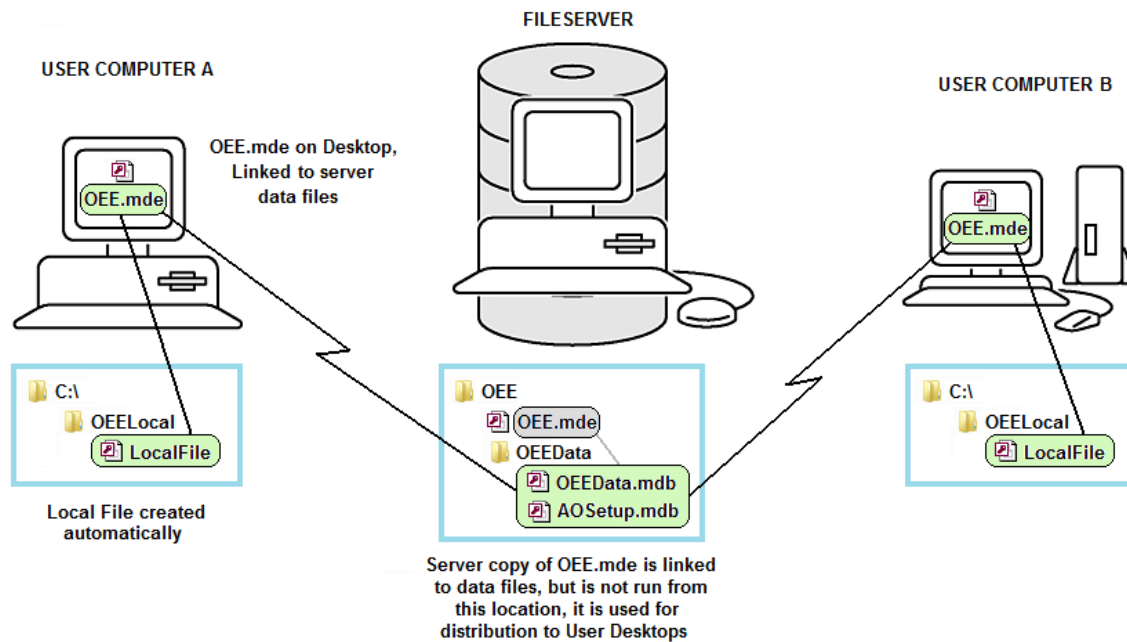 FILESERVER
USER COMPUTER A
USER COMPUTER B
OEE.mde on Desktop,
Linked to server
data files
OEE.mde
OEE.mde
C:\
OEELocal
LocalFile
OEE
OEE.mde
OEEData
OEEData.mdb
AOSetup.mdb
C:\
OEELocal
LocalFile
Local File created
automatically
Server copy of OEE.mde is linked
to data files, but is not run from
this location, it is used for
distribution to User Desktops